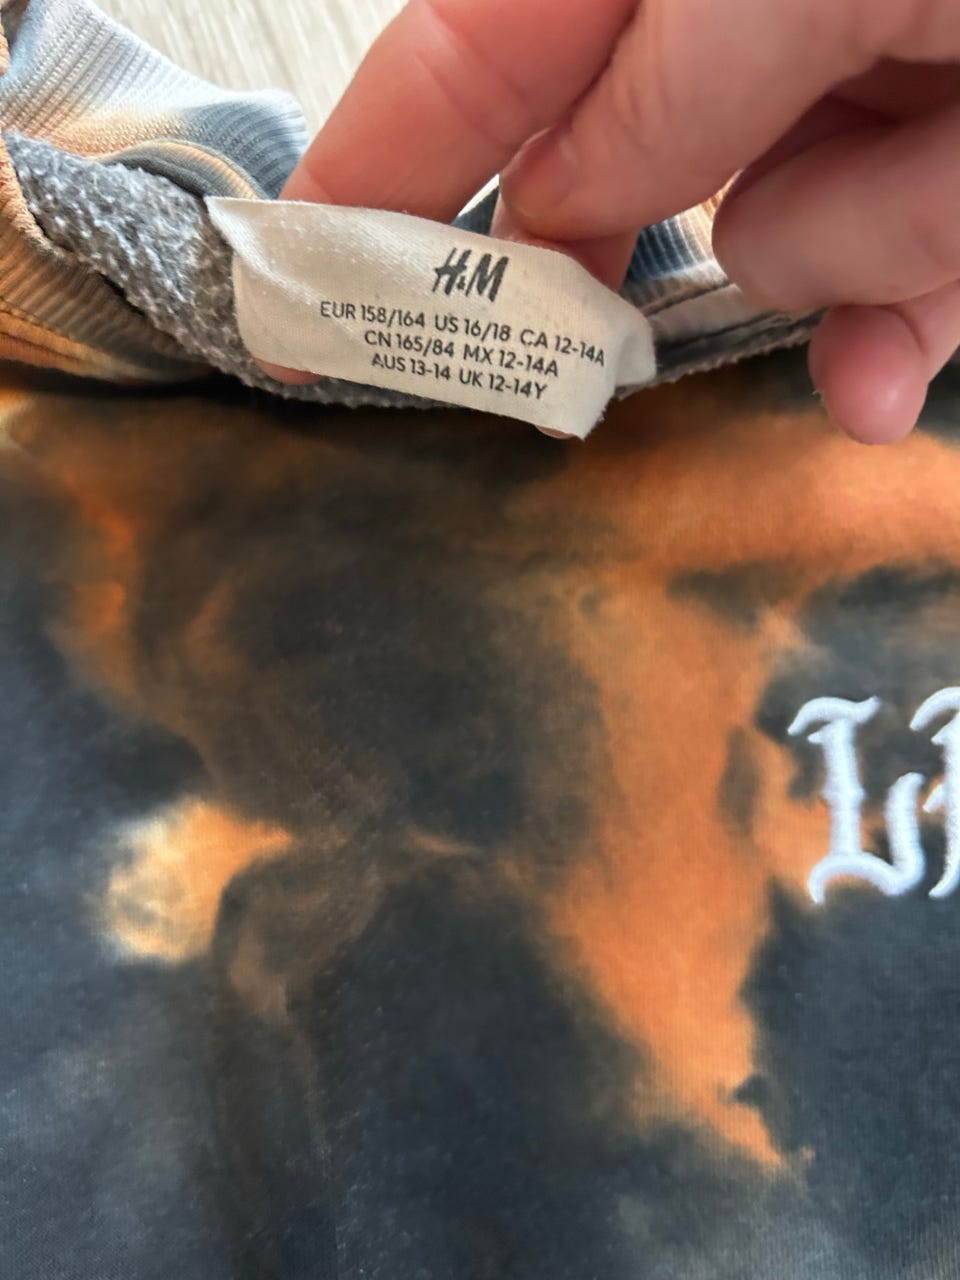 H&M
EUR 158/164 US 16/18 CA 12-14A
CN 165/84 MX 12-14A
AUS 13-14 UK 12-14Y